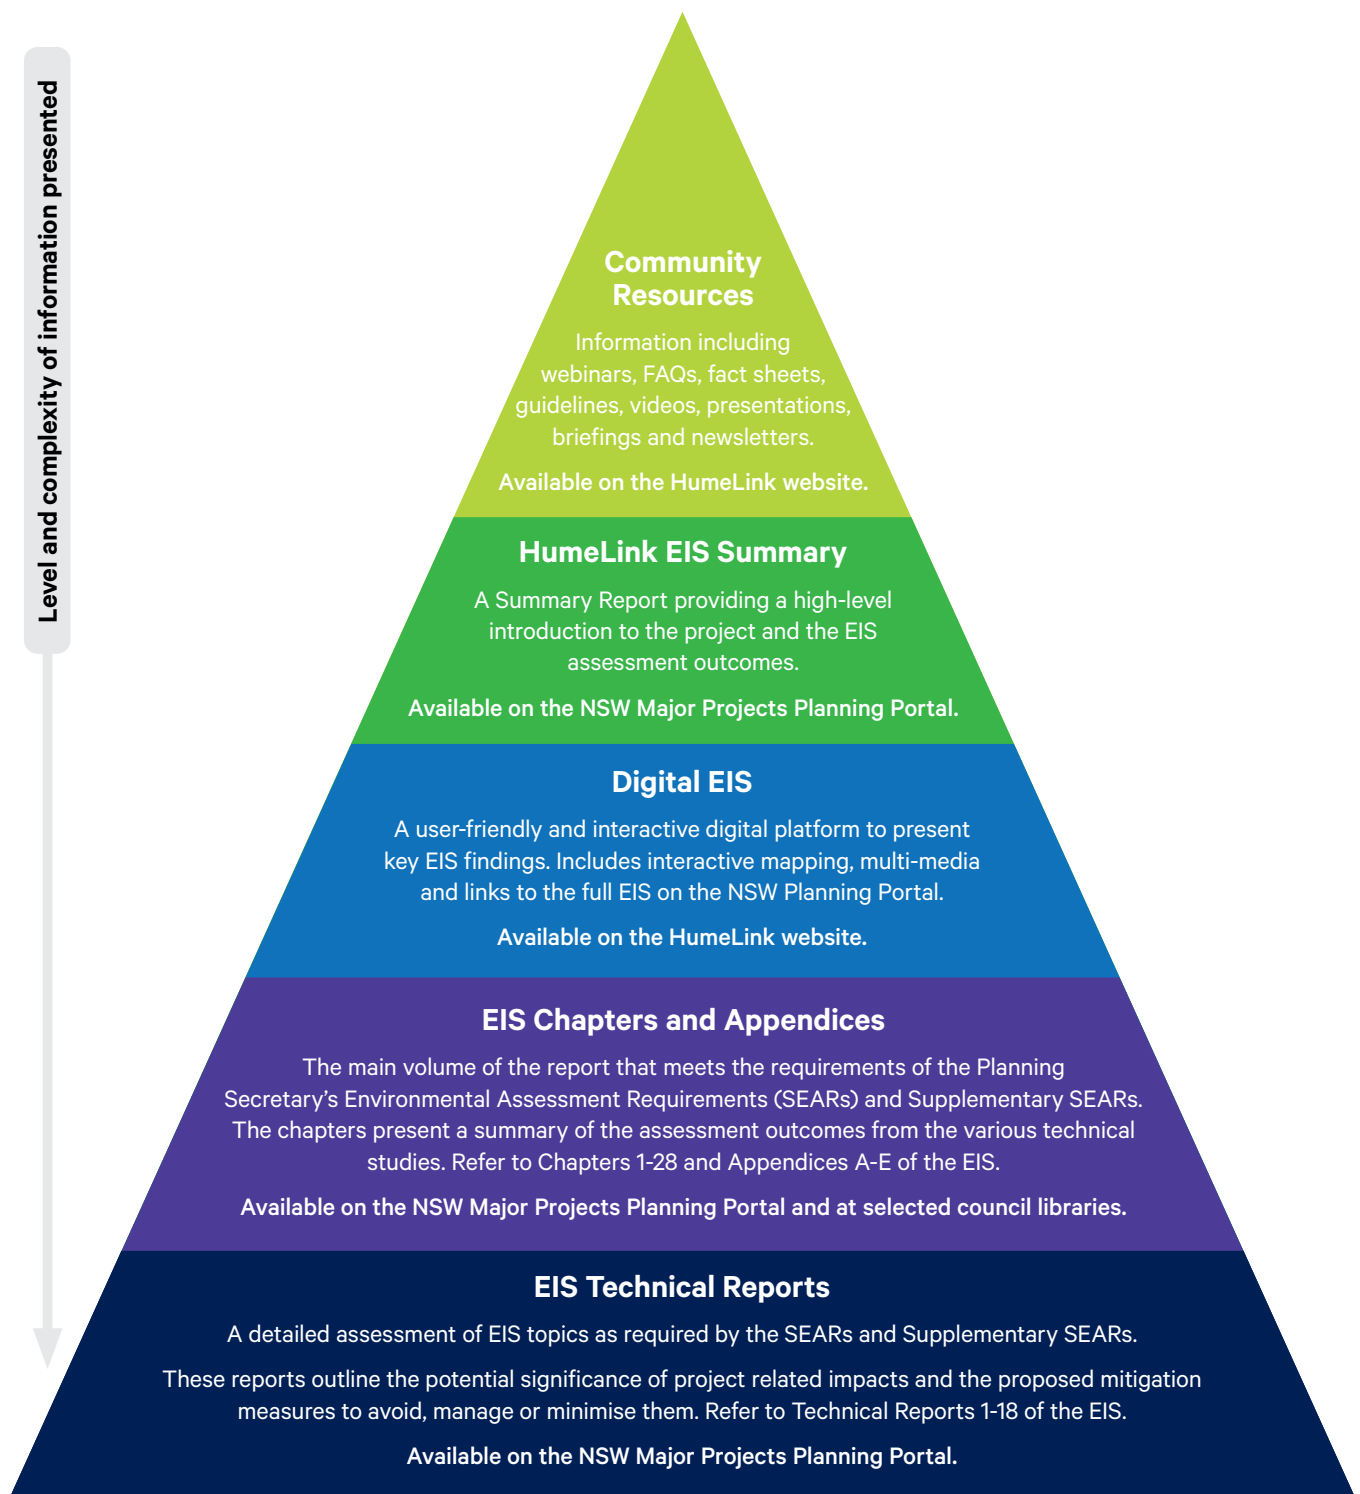 Level and complexity of information presented
Community
Resources
Information including
webinars, FAQs, fact sheets,
guidelines, videos, presentations,
briefings and newsletters.
Available on the HumeLink website.
HumeLink EIS Summary
A Summary Report providing a high-level
introduction to the project and the EIS
assessment outcomes.
Available on the NSW Major Projects Planning Portal.
Digital EIS
A user-friendly and interactive digital platform to present
key EIS findings. Includes interactive mapping, multi-media
and links to the full EIS on the NSW Planning Portal.
Available on the HumeLink website.
EIS Chapters and Appendices
The main volume of the report that meets the requirements of the Planning
Secretary’s Environmental Assessment Requirements (SEARs) and Supplementary SEARs.
The chapters present a summary of the assessment outcomes from the various technical
studies. Refer to Chapters 1-28 and Appendices A-E of the EIS.
Available on the NSW Major Projects Planning Portal and at selected council libraries.
EIS Technical Reports
A detailed assessment of EIS topics as required by the SEARs and Supplementary SEARs.
These reports outline the potential significance of project related impacts and the proposed mitigation
measures to avoid, manage or minimise them. Refer to Technical Reports 1-18 of the EIS.
Available on the NSW Major Projects Planning Portal.